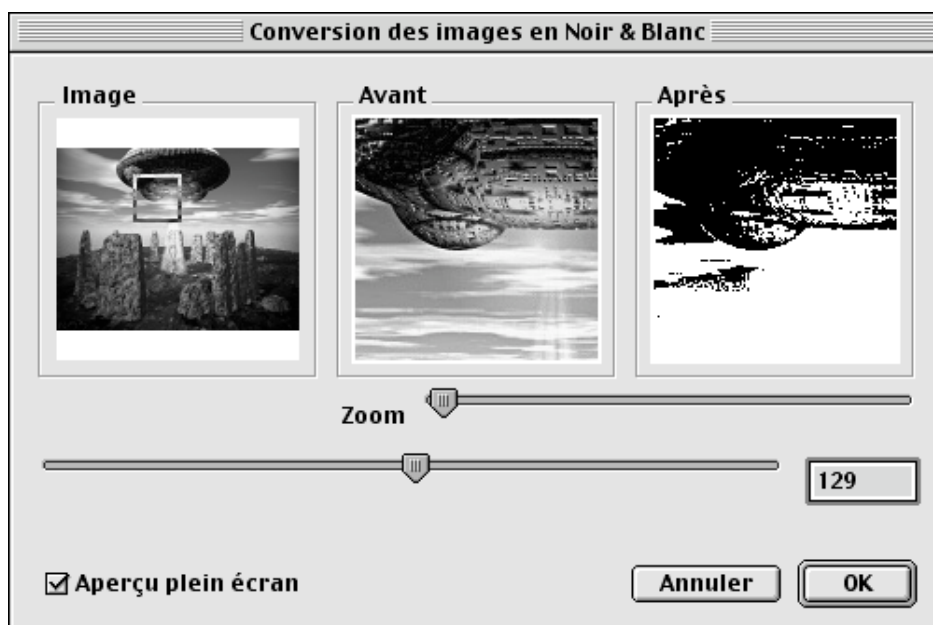 Conversion des images en Noir & Blanc
Image
Avant
Après
Zoom
129
Aperçu plein écran
Annuler
OK